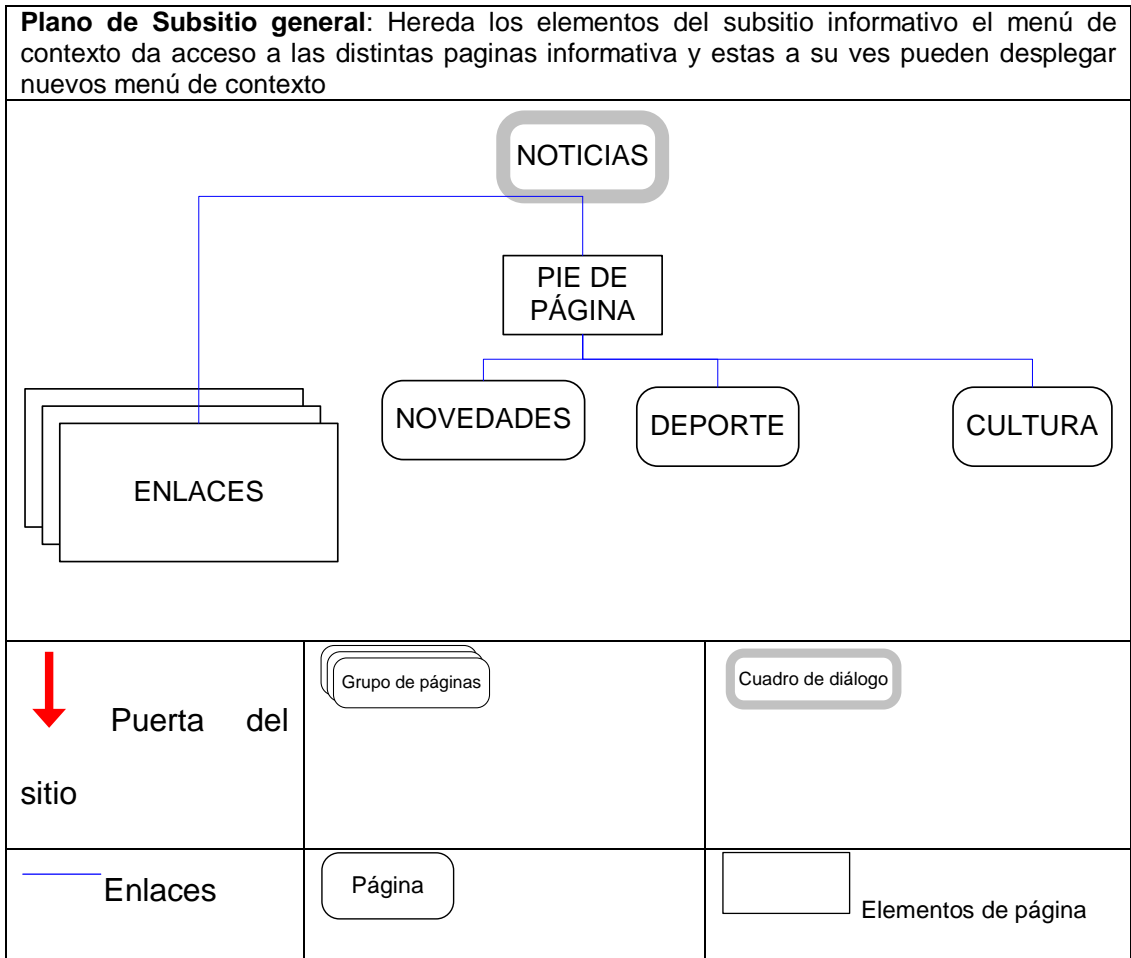 Plano de Subsitio general: Hereda los elementos del subsitio informativo el menú de
contexto da acceso a las distintas paginas informativa y estas a su ves pueden desplegar
nuevos menú de contexto
NOTICIAS
PIE DE
PÁGINA
NOVEDADES
DEPORTE
CULTURA
ENLACES
Puerta del
sitio
Grupo de páginas
Cuadro de diálogo
Enlaces
Página
Elementos de página